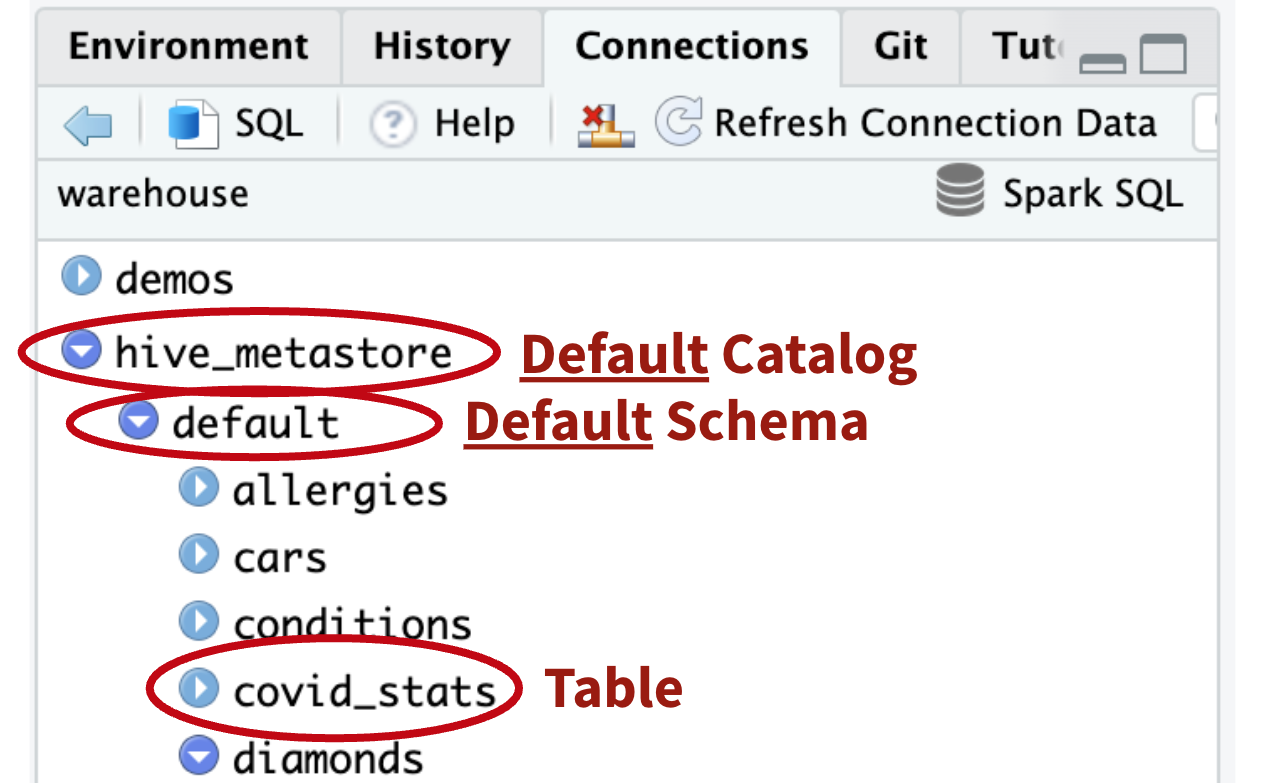 Environment History Connections Git Tut
SQL ? Help Refresh Connection Data
warehouse Spark SQL
demos
hive_metastore Default Catalog
default Default Schema
allergies
cars
conditions
covid_stats Table
diamonds